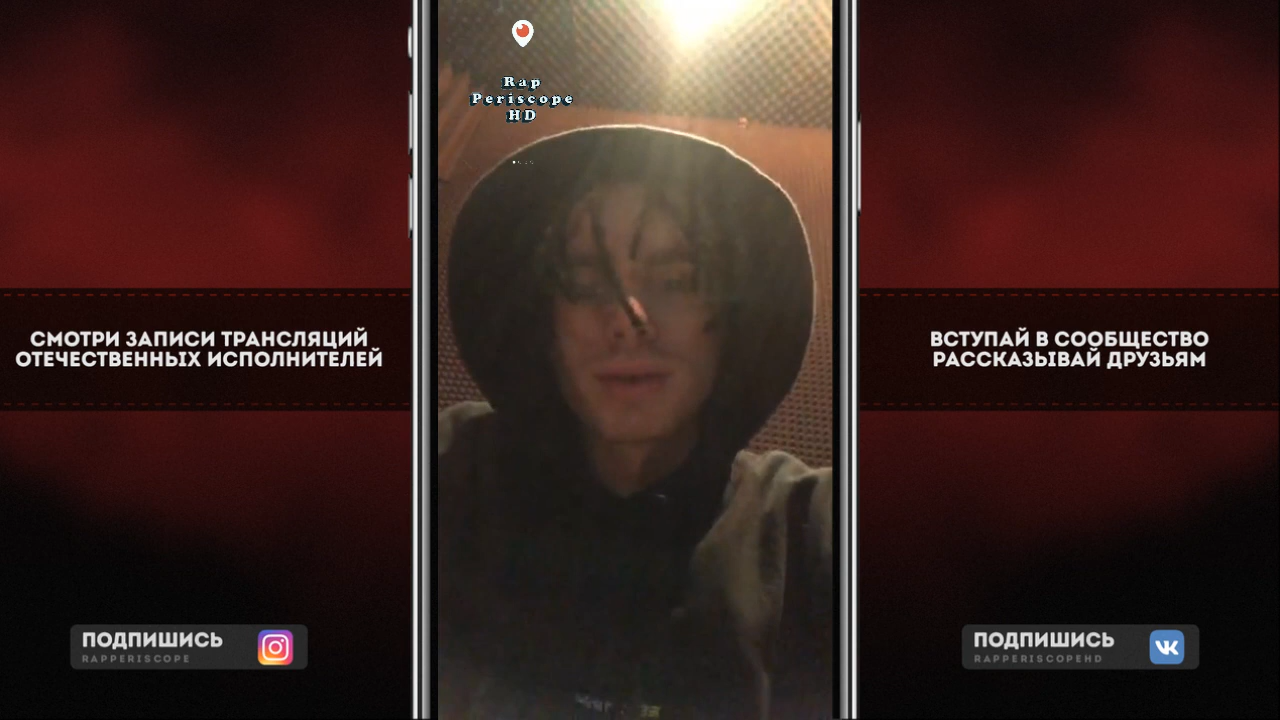 Rap
Periscope
HD
СМОТРИ ЗАПИСИ ТРАНСЛЯЦИЙ
ОТЕЧЕСТВЕННЫХ ИСПОЛНИТЕЛЕЙ
ВСТУПАЙ В СООБЩЕСТВО
РАССКАЗЫВАЙ ДРУЗЬЯМ
ПОДПИШИСЬ
RAPPERISCOPE
ПОДПИШИСЬ
RAPPERISCOPEHD